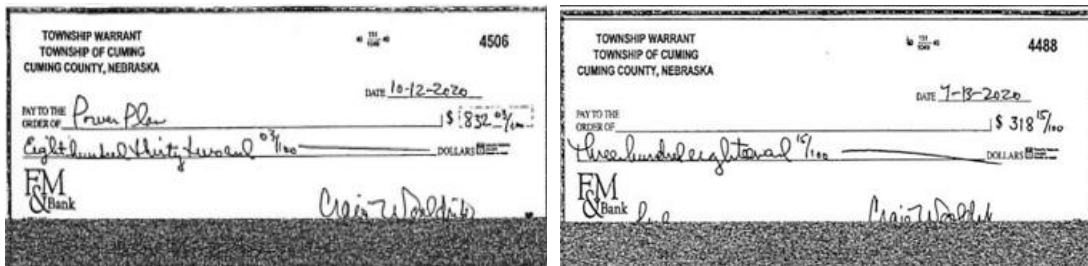 TOWNSHIP WARRANT
TOWNSHIP OF CUMING
CUMING COUNTY, NEBRASKA
4506
DATE 10-12-2020
PAY TO THE ORDER OF Power Plan $ 832 03/100
Eight hundred thirty two and 03/100 DOLLARS
F&M Bank
Craig
TOWNSHIP WARRANT
TOWNSHIP OF CUMING
CUMING COUNTY, NEBRASKA
4488
DATE 7-13-2020
PAY TO THE ORDER OF $ 318 15/100
Three hundred eighteen and 15/100 DOLLARS
F&M Bank
Craig